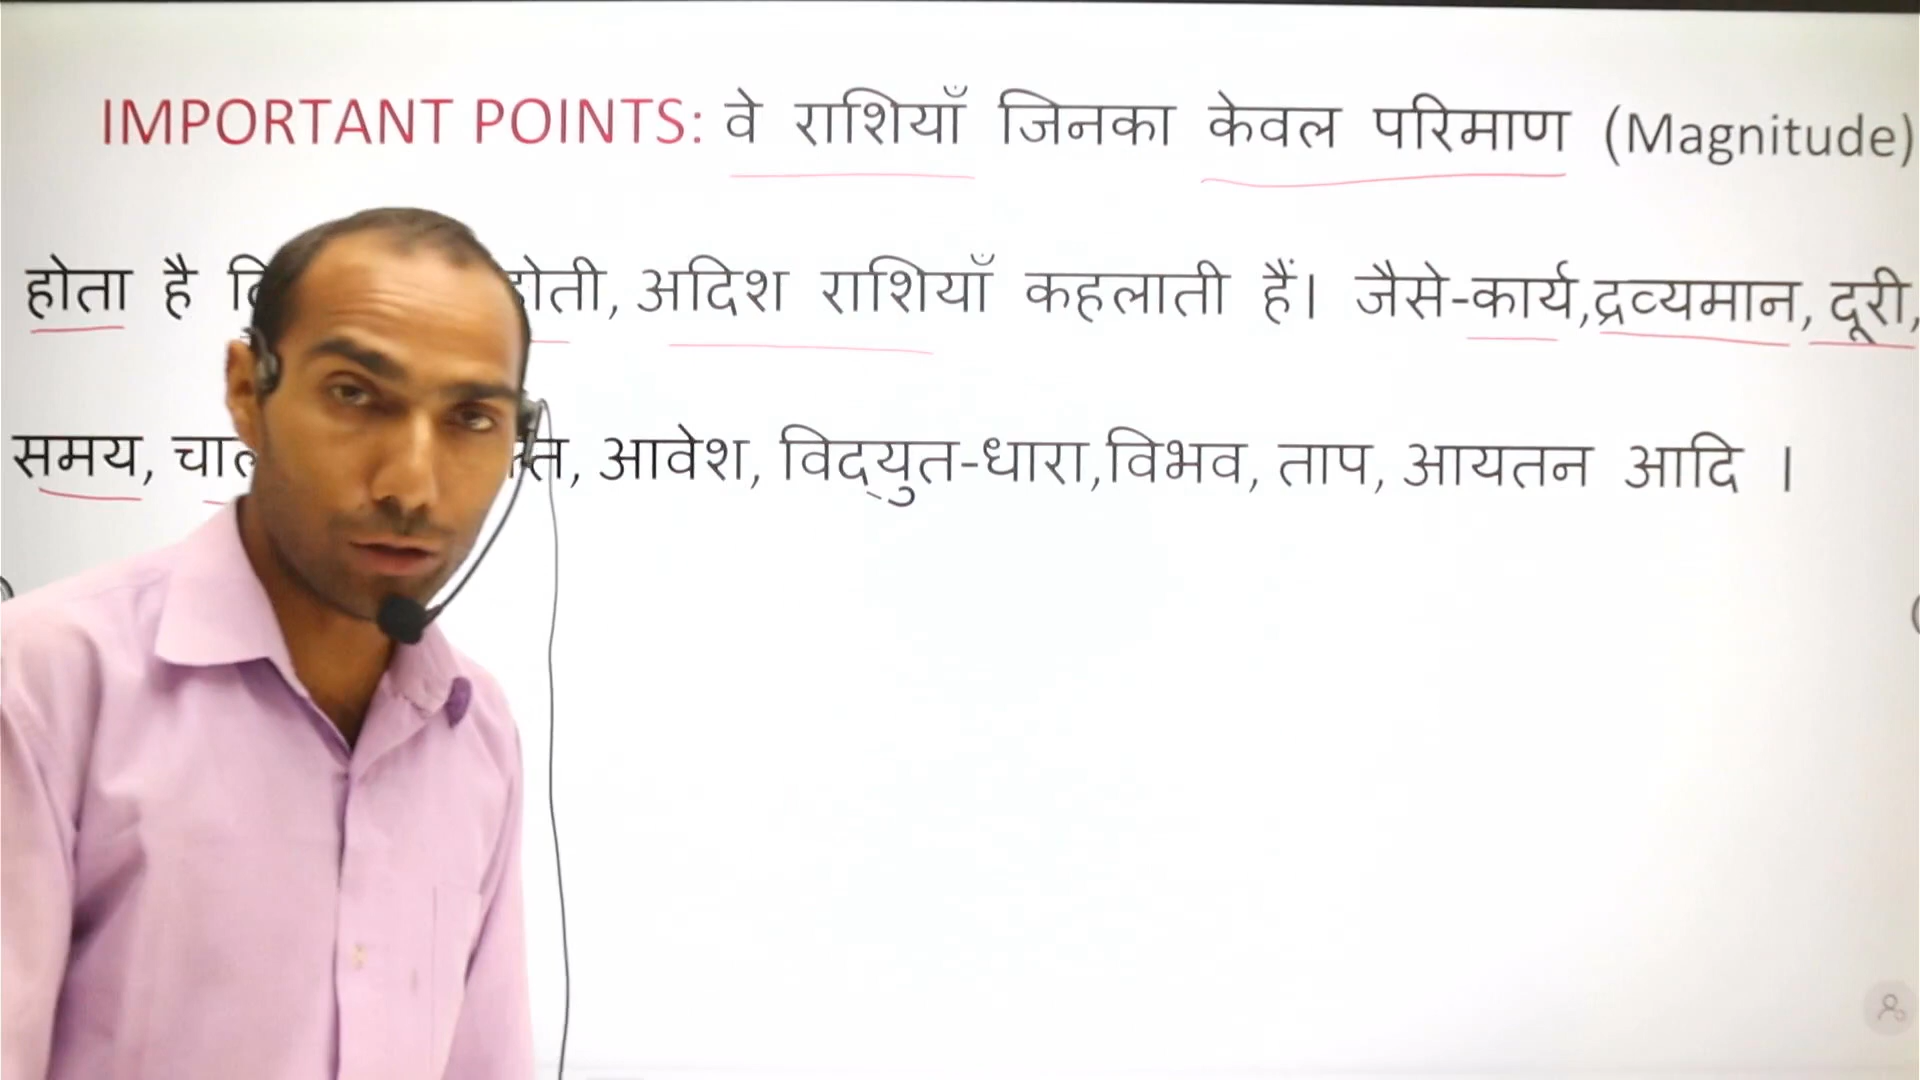 IMPORTANT POINTS: वे राशियाँ जिनका केवल परिमाण (Magnitude)
होता है होती, अदिश राशियाँ कहलाती हैं। जैसे-कार्य,द्रव्यमान, दूरी,
समय, आवेश, विद्युत-धारा,विभव, ताप, आयतन आदि ।